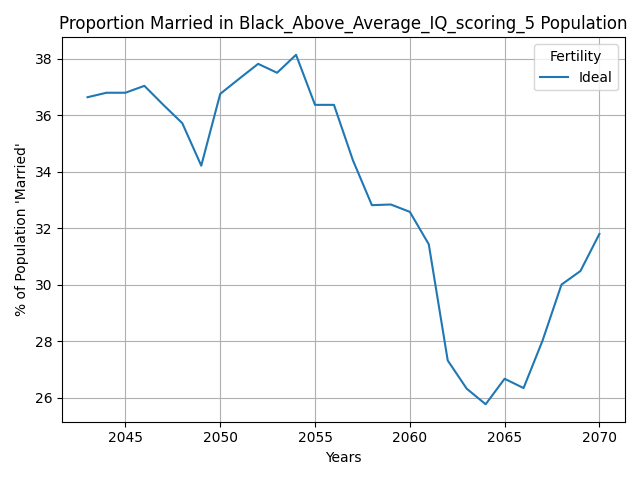 Proportion Married in Black_Above_Average_IQ_scoring_5 Population
Fertility
Ideal
% of Population 'Married'
38
36
34
32
30
28
26
2045 2050 2055 2060 2065 2070
Years